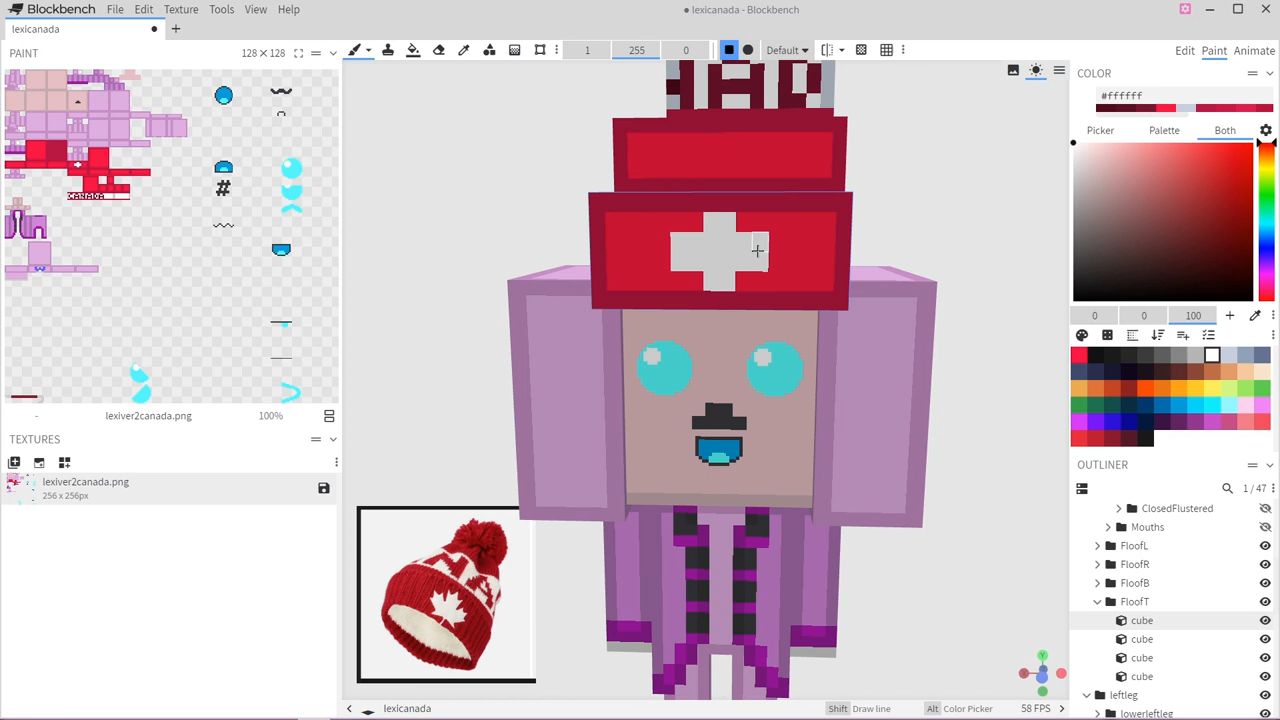 Blockbench File Edit Texture Tools View Help
● lexicanada - Blockbench
lexicanada
PAINT 128 × 128
1 255 0 Default
Edit Paint Animate
COLOR
#ffffff
Picker Palette Both
0 0 100
CANADA
#
- lexiver2canada.png 100%
TEXTURES
lexiver2canada.png
256 x 256px
OUTLINER
1 / 47
ClosedFlustered
Mouths
FloofL
FloofR
FloofB
FloofT
cube
cube
cube
cube
leftleg
lowerleftleg
lexicanada
Shift Draw line Alt Color Picker 58 FPS